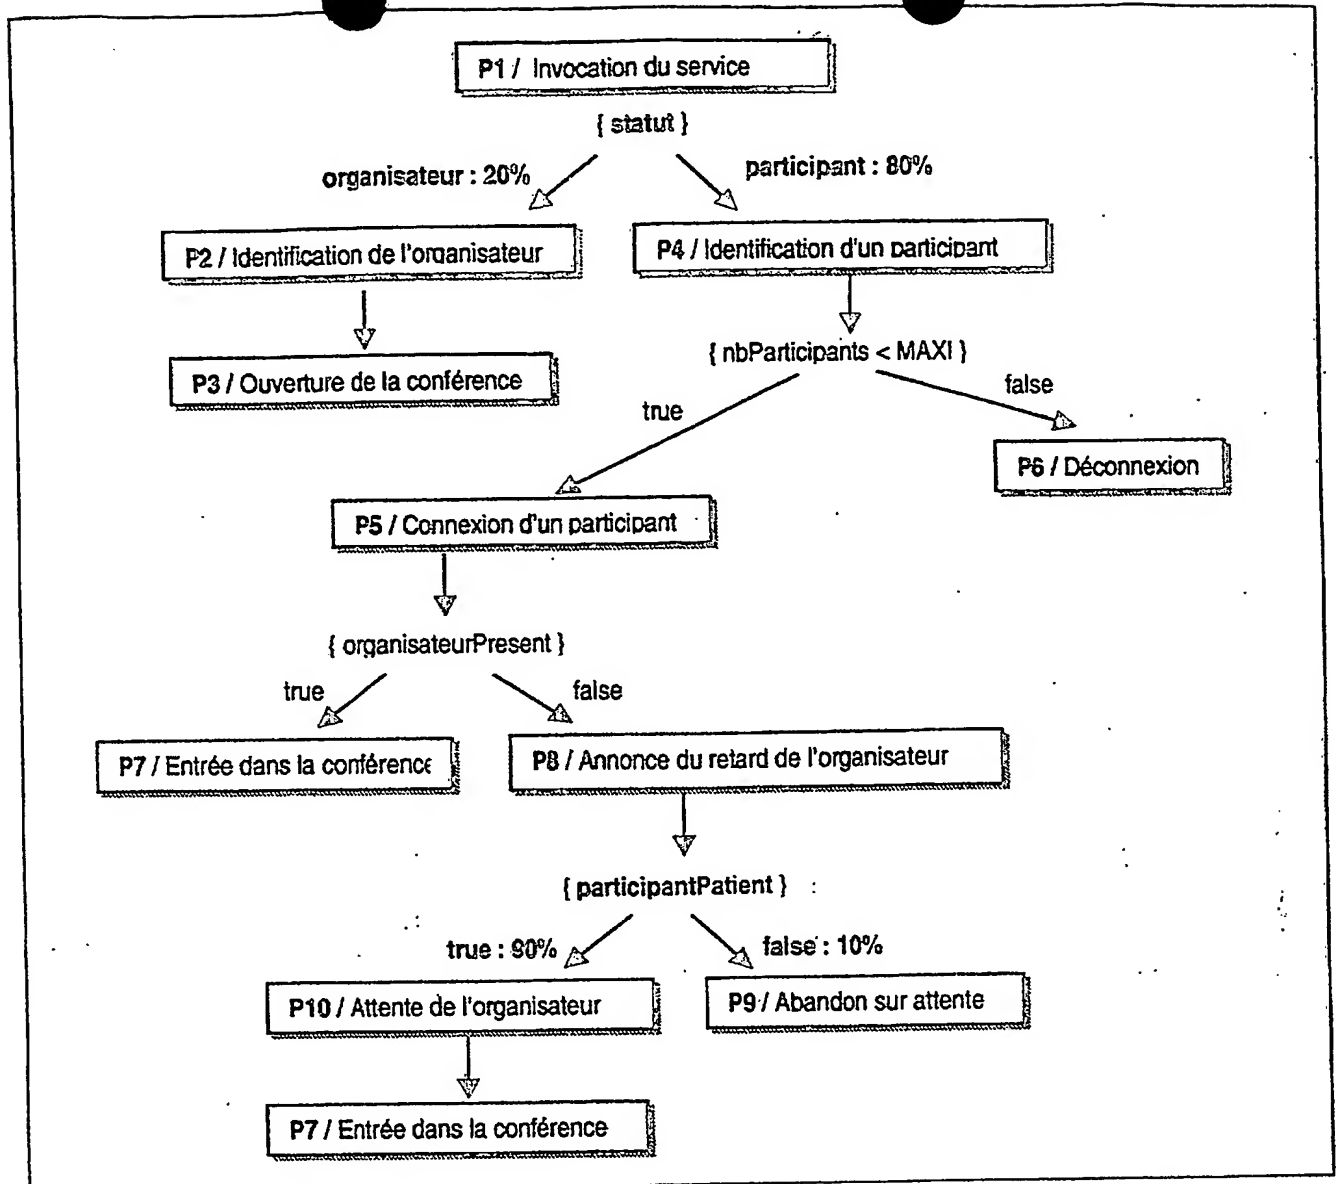 P1 / Invocation du service
{ statut }
organisateur : 20%
participant : 80%
P2 / Identification de l'organisateur
P4 / Identification d'un participant
P3 / Ouverture de la conférence
{ nbParticipants < MAXI }
true
false
P6 / Déconnexion
P5 / Connexion d'un participant
{ organisateurPresent }
true
false
P7 / Entrée dans la conférence
P8 / Annonce du retard de l'organisateur
{ participantPatient }
true : 90%
false : 10%
P10 / Attente de l'organisateur
P9 / Abandon sur attente
P7 / Entrée dans la conférence